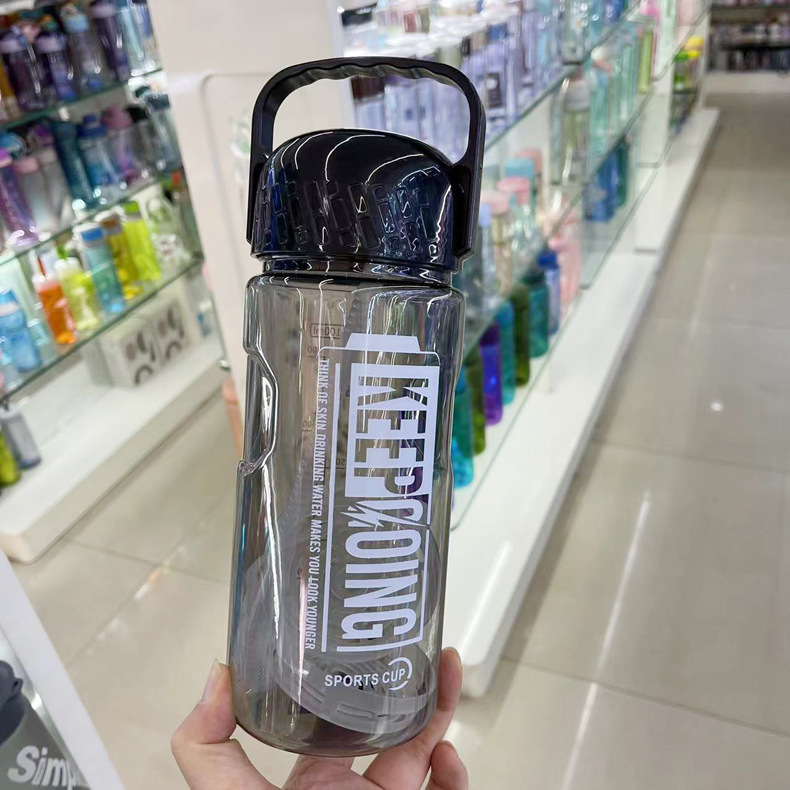 KEEP GOING
THINK OF SKIN DRINKING WATER MAKES YOU LOOK YOUNGER
SPORTS CUP
Simp